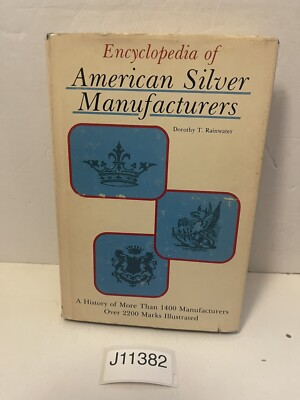 Encyclopedia of
American Silver
Manufacturers
Dorothy T. Rainwater
A History of More Than 1400 Manufacturers
Over 2200 Marks Illustrated
J11382